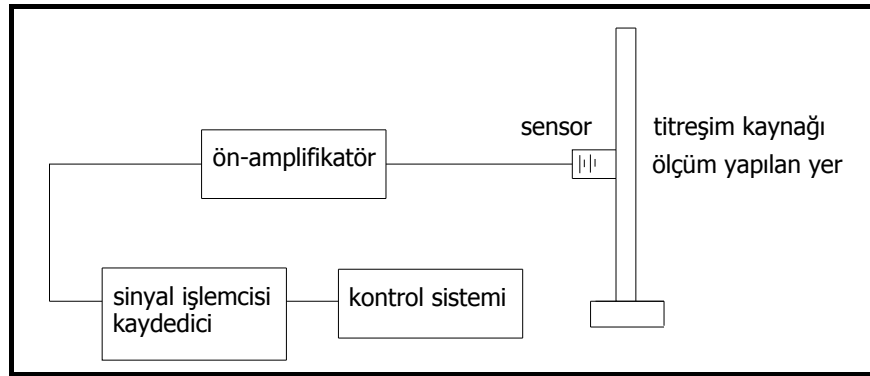 sensor
titreşim kaynağı
ölçüm yapılan yer
ön-amplifikatör
sinyal işlemcisi
kaydedici
kontrol sistemi